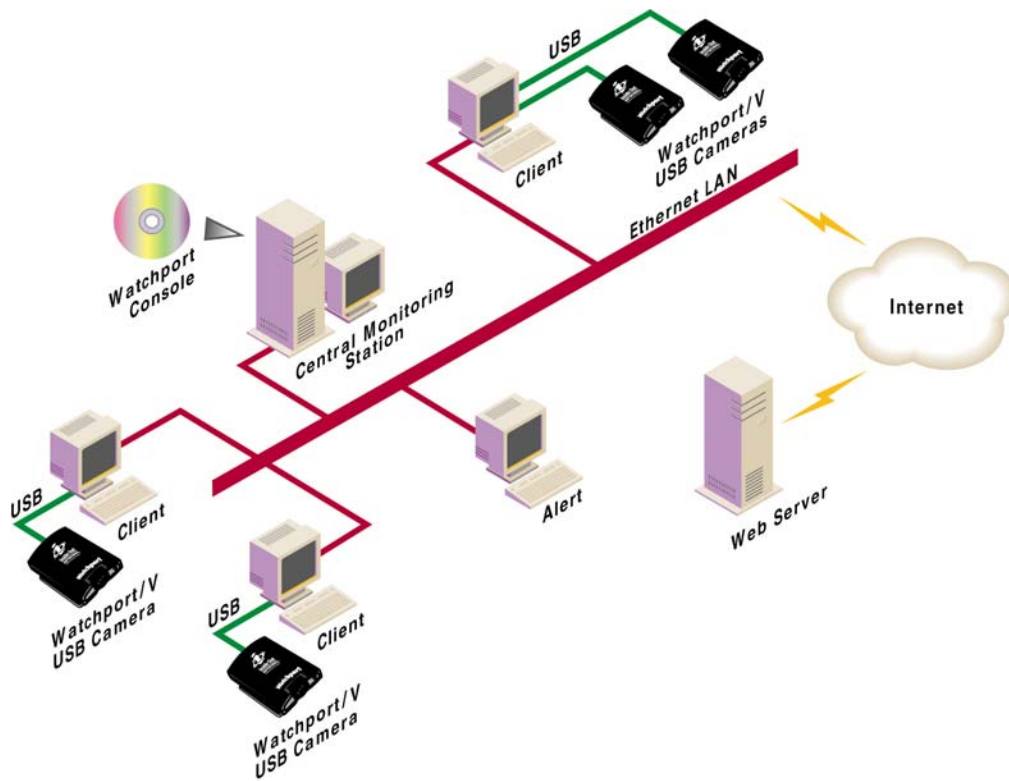 USB
Watchport/V
USB Cameras
Client
Ethernet LAN
Watchport
Console
Internet
Central Monitoring
Station
USB
Client
Alert
Web Server
Watchport/V
USB Camera
USB
Client
Watchport/V
USB Camera